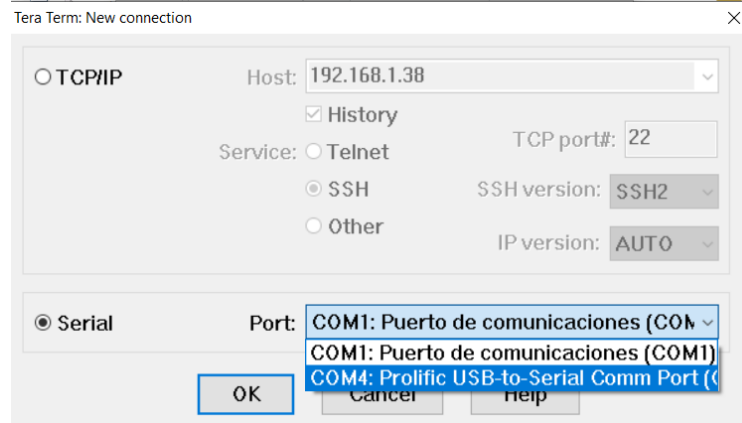 Tera Term: New connection
TCP/IP Host: 192.168.1.38
History
Service: Telnet TCP port#: 22
SSH SSH version: SSH2
Other IP version: AUTO
Serial Port: COM1: Puerto de comunicaciones (COM
COM1: Puerto de comunicaciones (COM1)
COM4: Prolific USB-to-Serial Comm Port (
OK Cancel Help